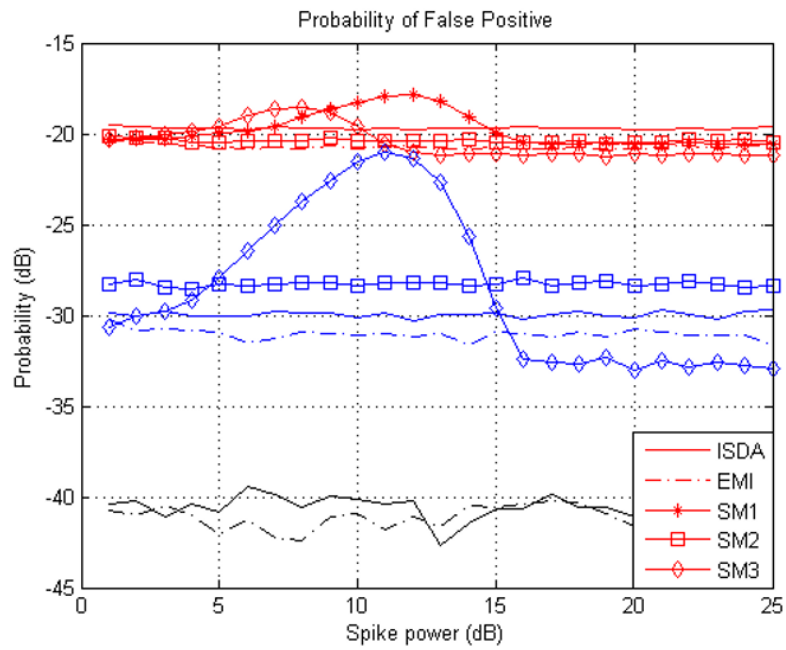 Probability of False Positive
Probability (dB)
-15
-20
-25
-30
-35
-40
-45
0
5
10
15
20
25
Spike power (dB)
ISDA
EMI
SM1
SM2
SM3